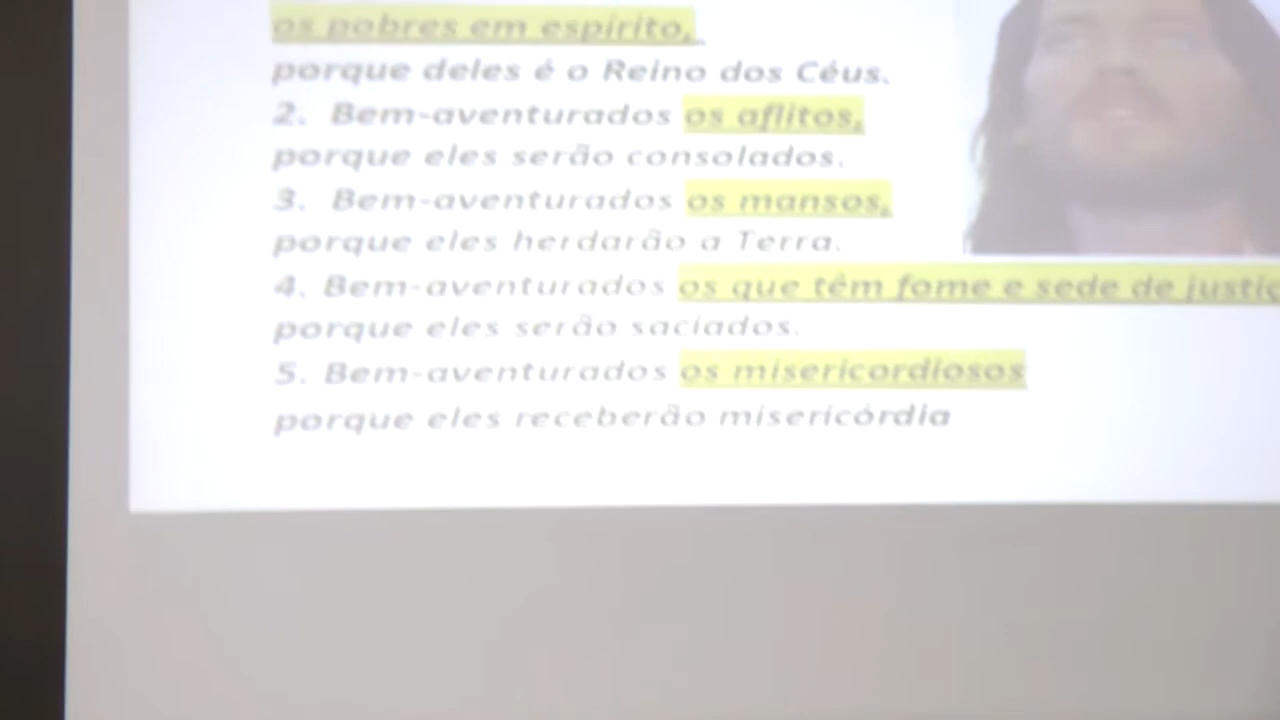 os pobres em espírito,
porque deles é o Reino dos Céus.
2. Bem-aventurados os aflitos,
porque eles serão consolados.
3. Bem-aventurados os mansos,
porque eles herdarão a Terra.
4. Bem-aventurados os que têm fome e sede de justiç
porque eles serão saciados.
5. Bem-aventurados os misericordiosos
porque eles receberão misericórdia